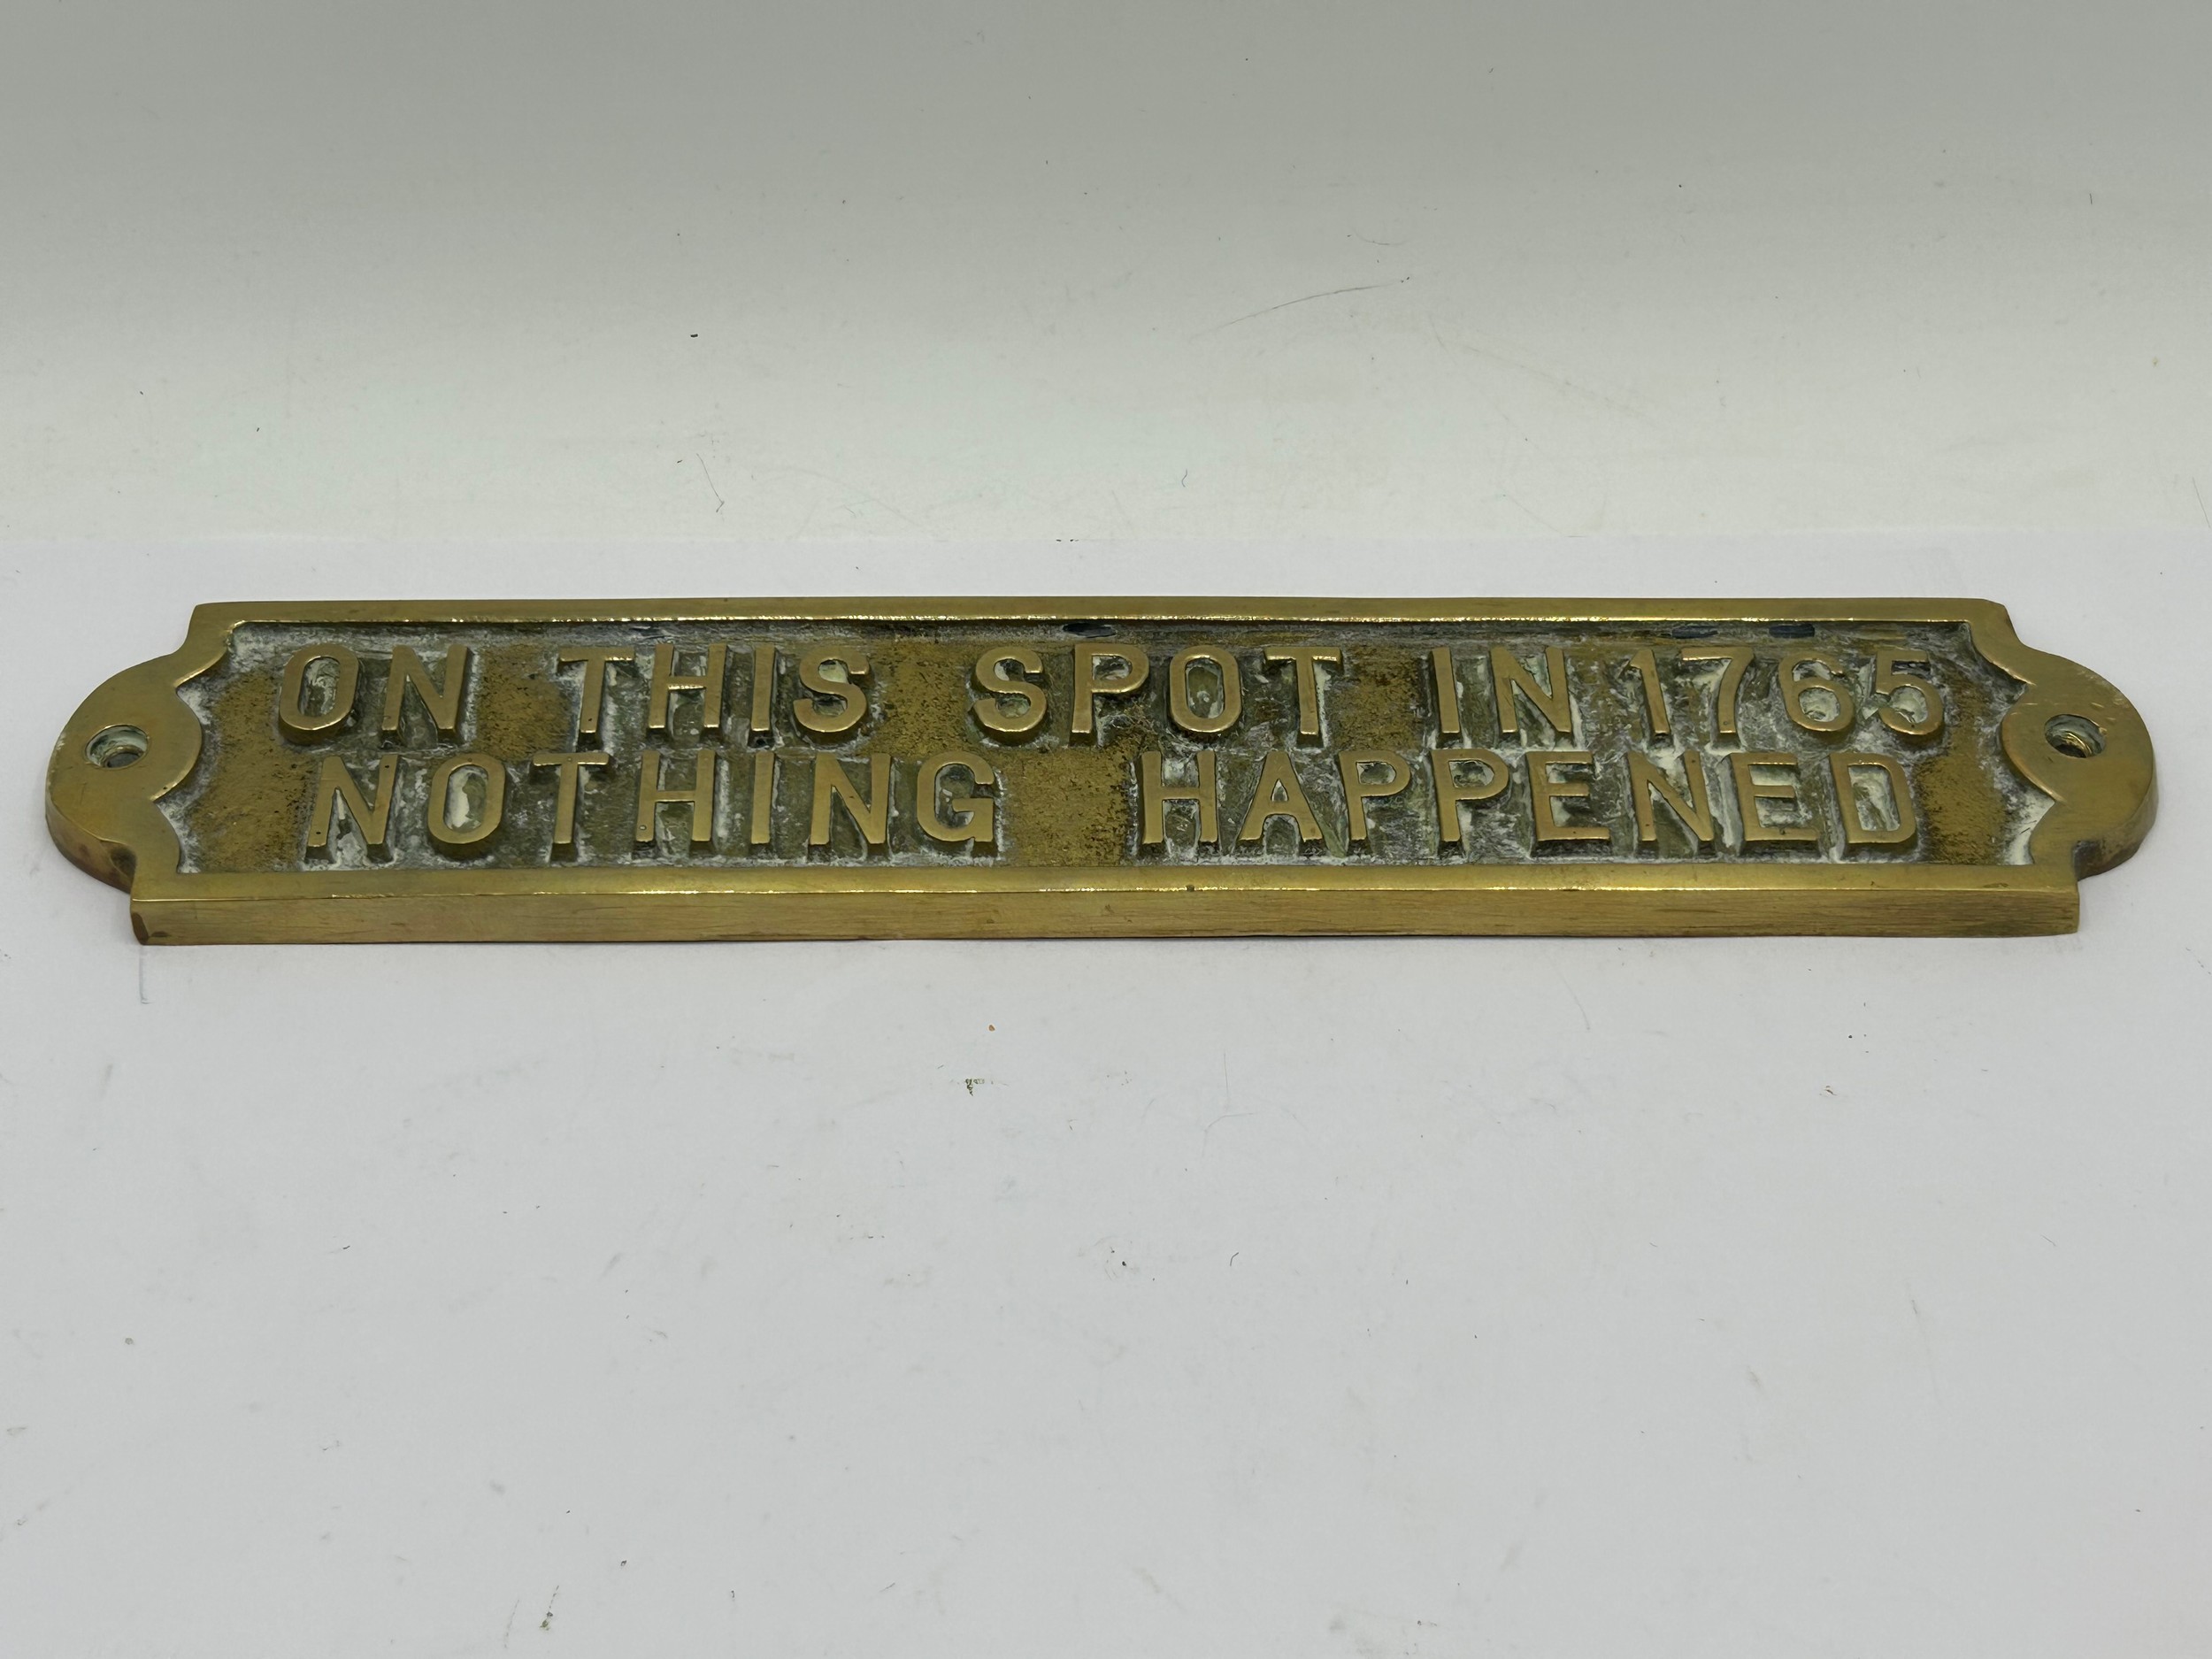 ON THIS SPOT IN 1765
NOTHING HAPPENED